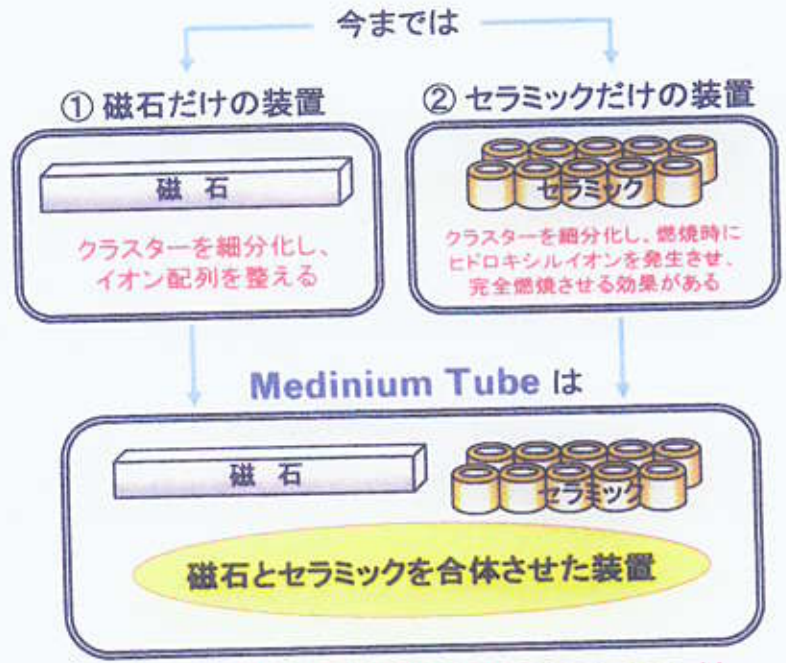 今までは
① 磁石だけの装置
② セラミックだけの装置
磁 石
セラミック
クラスターを細分化し、
イオン配列を整える
クラスターを細分化し、燃焼時に
ヒドロキシルイオンを発生させ、
完全燃焼させる効果がある
Medinium Tube は
磁 石
セラミック
磁石とセラミックを合体させた装置